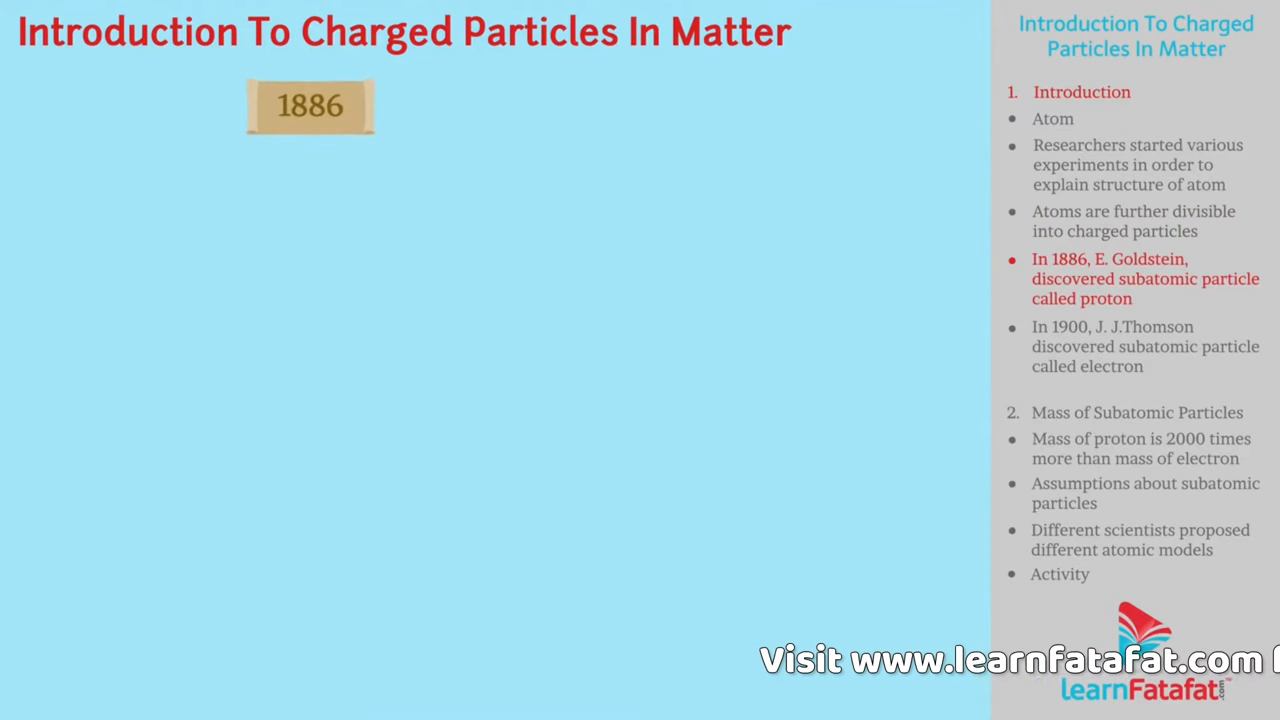 Introduction To Charged Particles In Matter
1886
Introduction To Charged
Particles In Matter
1. Introduction
• Atom
• Researchers started various
experiments in order to
explain structure of atom
• Atoms are further divisible
into charged particles
• In 1886, E. Goldstein,
discovered subatomic particle
called proton
• In 1900, J. J.Thomson
discovered subatomic particle
called electron
2. Mass of Subatomic Particles
• Mass of proton is 2000 times
more than mass of electron
• Assumptions about subatomic
particles
• Different scientists proposed
different atomic models
• Activity
Visit www.learnfatafat.com
learnFatafat.com